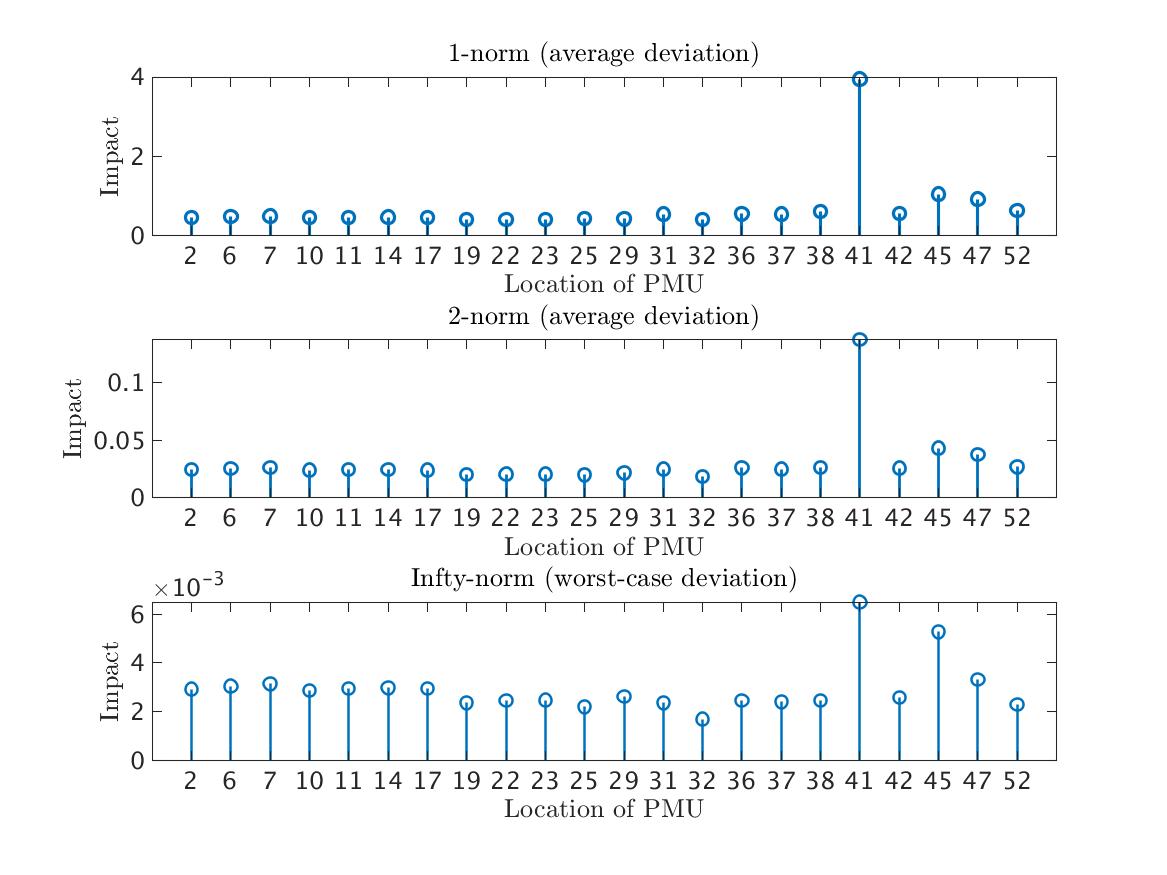 1-norm (average deviation)
4
2
0
Impact
2 6 7 10 11 14 17 19 22 23 25 29 31 32 36 37 38 41 42 45 47 52
Location of PMU
2-norm (average deviation)
0.1
0.05
0
Impact
2 6 7 10 11 14 17 19 22 23 25 29 31 32 36 37 38 41 42 45 47 52
Location of PMU
Infty-norm (worst-case deviation)
×10⁻³
6
4
2
0
Impact
2 6 7 10 11 14 17 19 22 23 25 29 31 32 36 37 38 41 42 45 47 52
Location of PMU